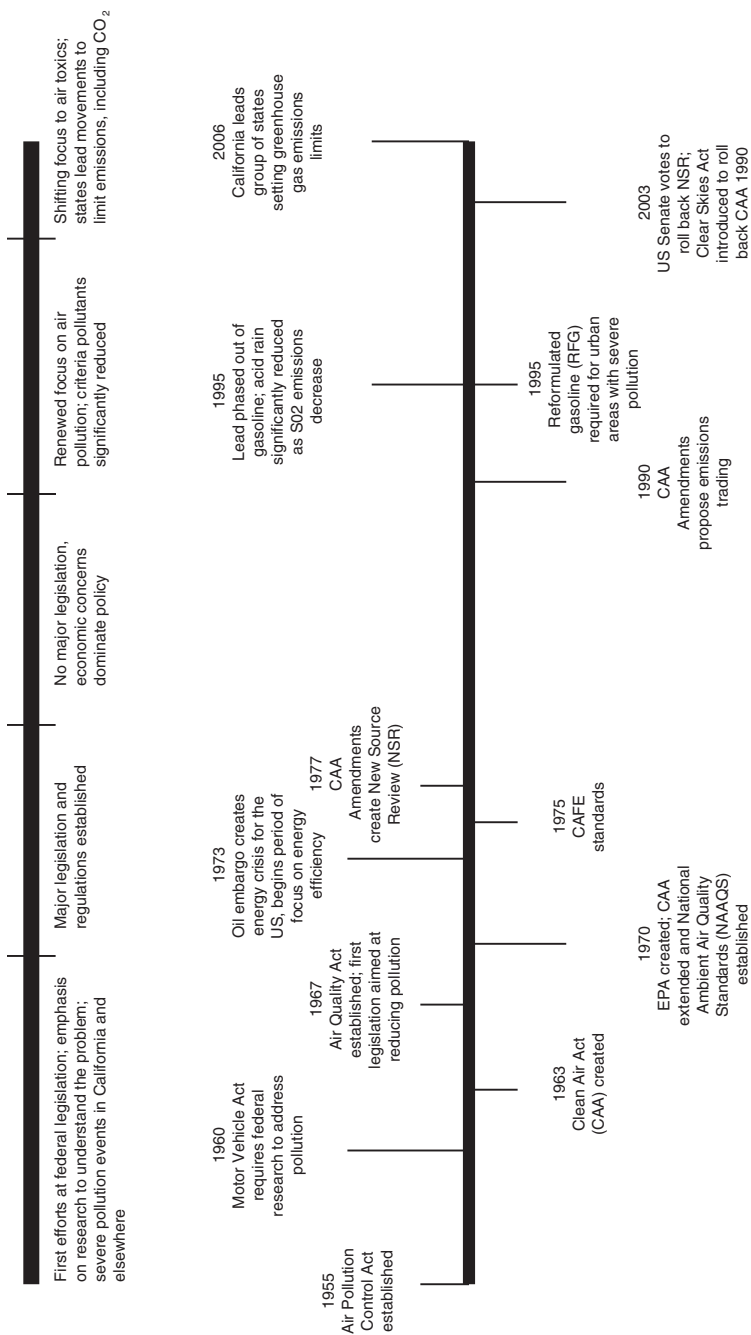 First efforts at federal legislation; emphasis
on research to understand the problem;
severe pollution events in California and
elsewhere
Major legislation and
regulations established
No major legislation,
economic concerns
dominate policy
Renewed focus on air
pollution; criteria pollutants
significantly reduced
Shifting focus to air toxics;
states lead movements to
limit emissions, including CO₂
1955
Air Pollution
Control Act
established
1960
Motor Vehicle Act
requires federal
research to address
pollution
1967
Air Quality Act
established; first
legislation aimed at
reducing pollution
1973
Oil embargo creates
energy crisis for the
US, begins period of
focus on energy
efficiency
1977
CAA
Amendments
create New Source
Review (NSR)
1995
Lead phased out of
gasoline; acid rain
significantly reduced
as S02 emissions
decrease
2006
California leads
group of states
setting greenhouse
gas emissions
limits
1963
Clean Air Act
(CAA) created
1970
EPA created; CAA
extended and National
Ambient Air Quality
Standards (NAAQS)
established
1975
CAFE
standards
1990
CAA
Amendments
propose emissions
trading
1995
Reformulated
gasoline (RFG)
required for urban
areas with severe
pollution
2003
US Senate votes to
roll back NSR;
Clear Skies Act
introduced to roll
back CAA 1990